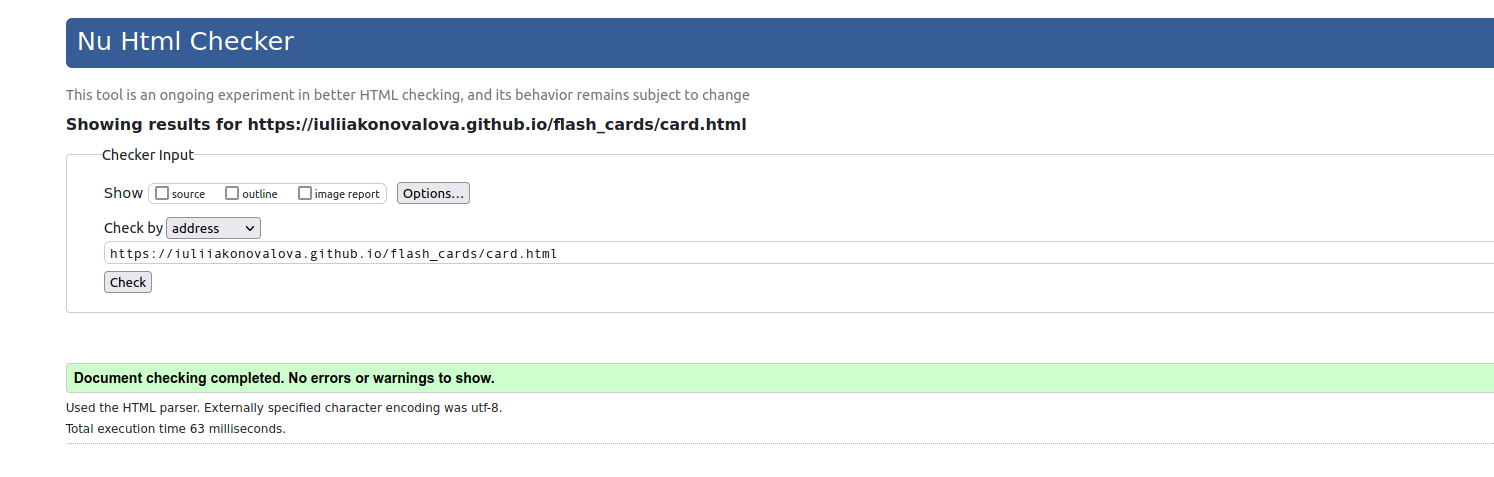 Nu Html Checker
This tool is an ongoing experiment in better HTML checking, and its behavior remains subject to change
Showing results for https://iuliiakonovalova.github.io/flash_cards/card.html
Checker Input
Show source outline image report Options...
Check by address
https://iuliiakonovalova.github.io/flash_cards/card.html
Check
Document checking completed. No errors or warnings to show.
Used the HTML parser. Externally specified character encoding was utf-8.
Total execution time 63 milliseconds.